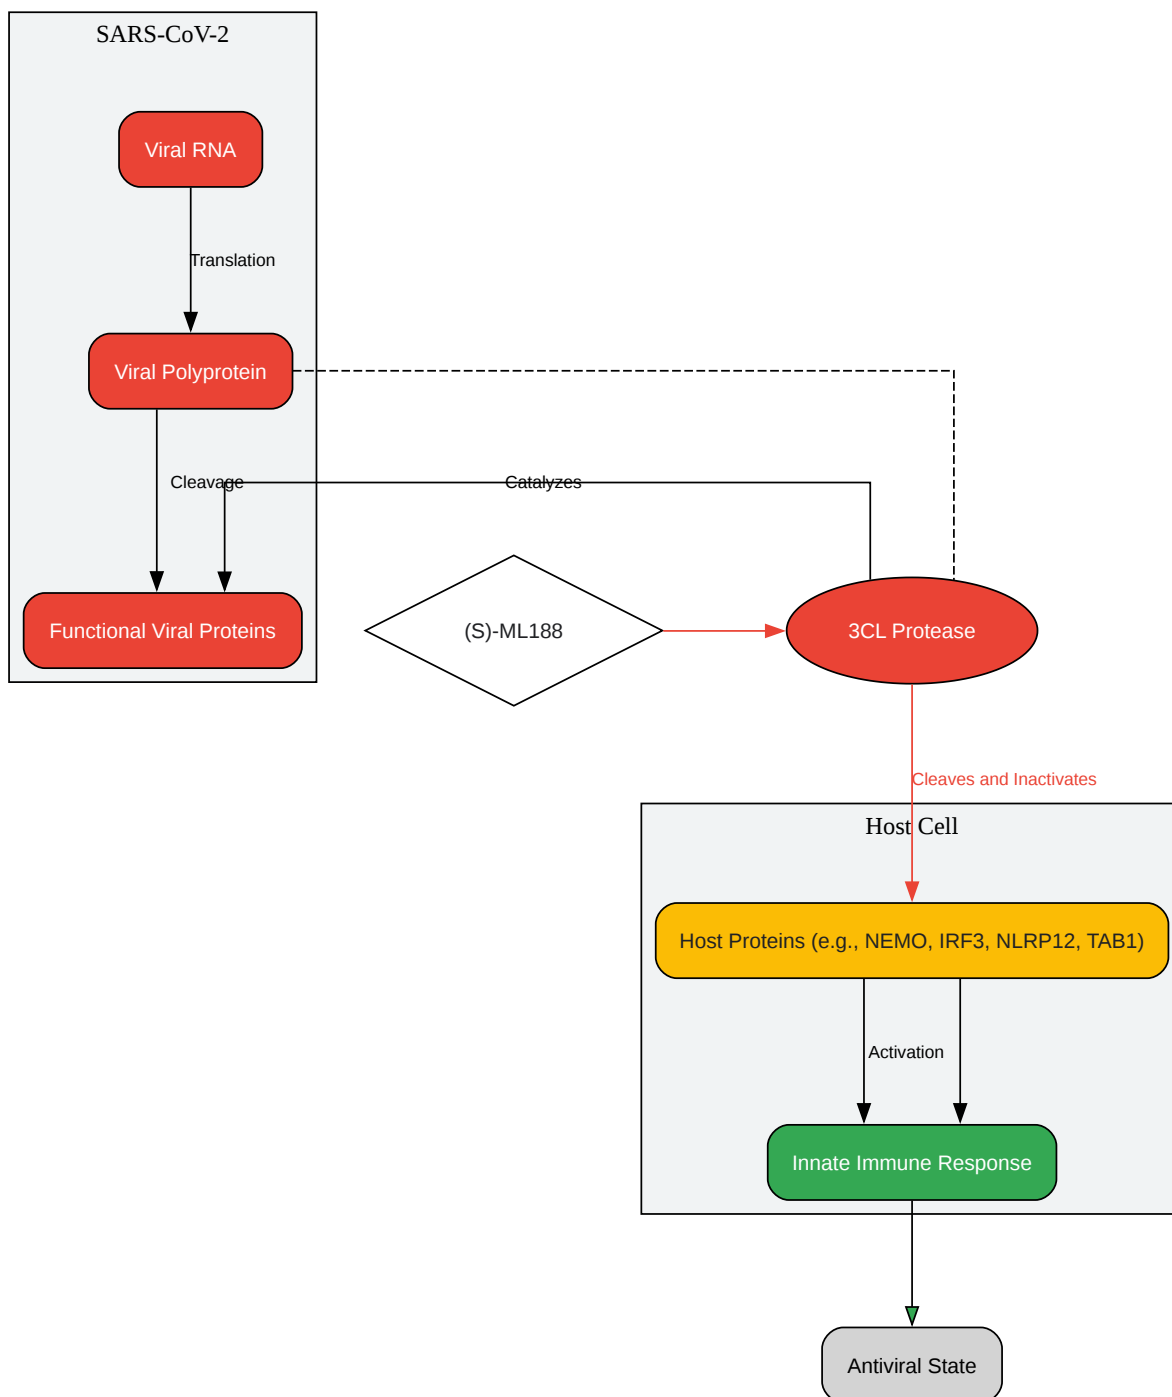 SARS-CoV-2
Viral RNA
Translation
Viral Polyprotein
Cleavage
Catalyzes
Functional Viral Proteins
(S)-ML188
3CL Protease
Cleaves and Inactivates
Host Cell
Host Proteins (e.g., NEMO, IRF3, NLRP12, TAB1)
Activation
Innate Immune Response
Antiviral State